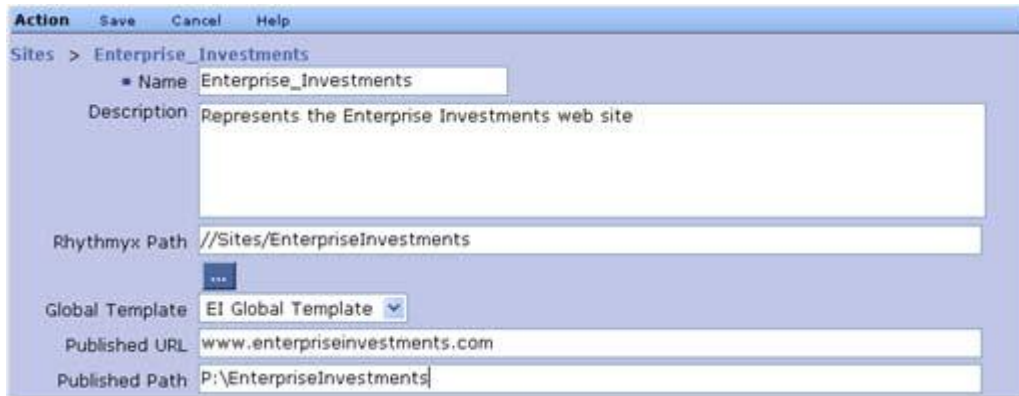 Action Save Cancel Help
Sites > Enterprise_Investments
Name Enterprise_Investments
Description Represents the Enterprise Investments web site
Rhythmyx Path //Sites/EnterpriseInvestments
...
Global Template EI Global Template
Published URL www.enterpriseinvestments.com
Published Path P:\EnterpriseInvestments